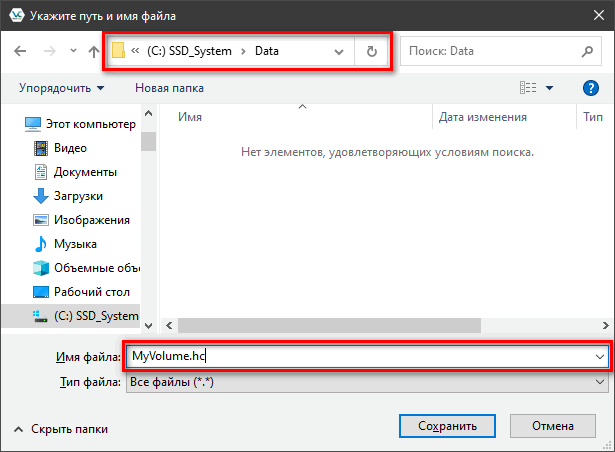 Укажите путь и имя файла
« (C:) SSD_System > Data
Поиск: Data
Упорядочить
Новая папка
Этот компьютер
Видео
Документы
Загрузки
Изображения
Музыка
Объемные объе
Рабочий стол
(C:) SSD_System
Имя
Дата изменения
Тип
Нет элементов, удовлетворяющих условиям поиска.
Имя файла: MyVolume.hc
Тип файла: Все файлы (*.*)
Скрыть папки
Сохранить
Отмена